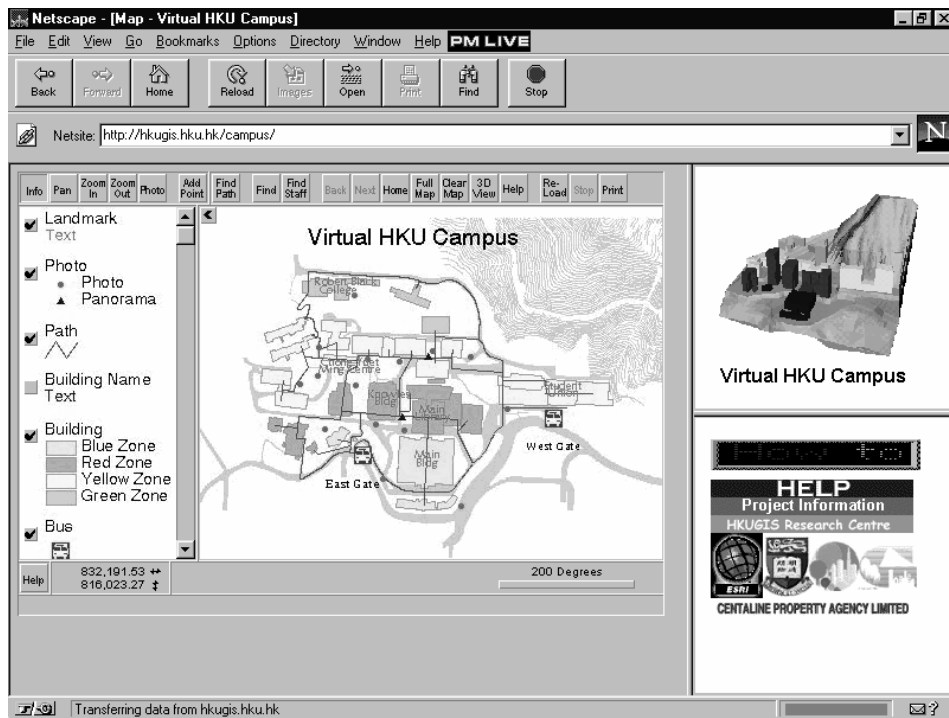 Netscape - [Map - Virtual HKU Campus]
File Edit View Go Bookmarks Options Directory Window Help PM LIVE
Back Forward Home Reload Images Open Print Find Stop
Netsite: http://hkugis.hku.hk/campus/
N
Info Pan Zoom In Zoom Out Photo Add Point Find Path Find Find Staff Back Next Home Full Map Clear Map 3D View Help Re-Load Stop Print
Landmark
Text
Photo
Photo
Panorama
Path
Building Name
Text
Building
Blue Zone
Red Zone
Yellow Zone
Green Zone
Bus
Virtual HKU Campus
Robert Black
College
Ming Centre
Knowles
Bldg
Main
Library
Student
Union
Main
Bldg
West Gate
East Gate
Help
832,191.53
816,023.27
200 Degrees
Virtual HKU Campus
How to
HELP
Project Information
HKUGIS Research Centre
ESRI
CENTALINE PROPERTY AGENCY LIMITED
Transferring data from hkugis.hku.hk